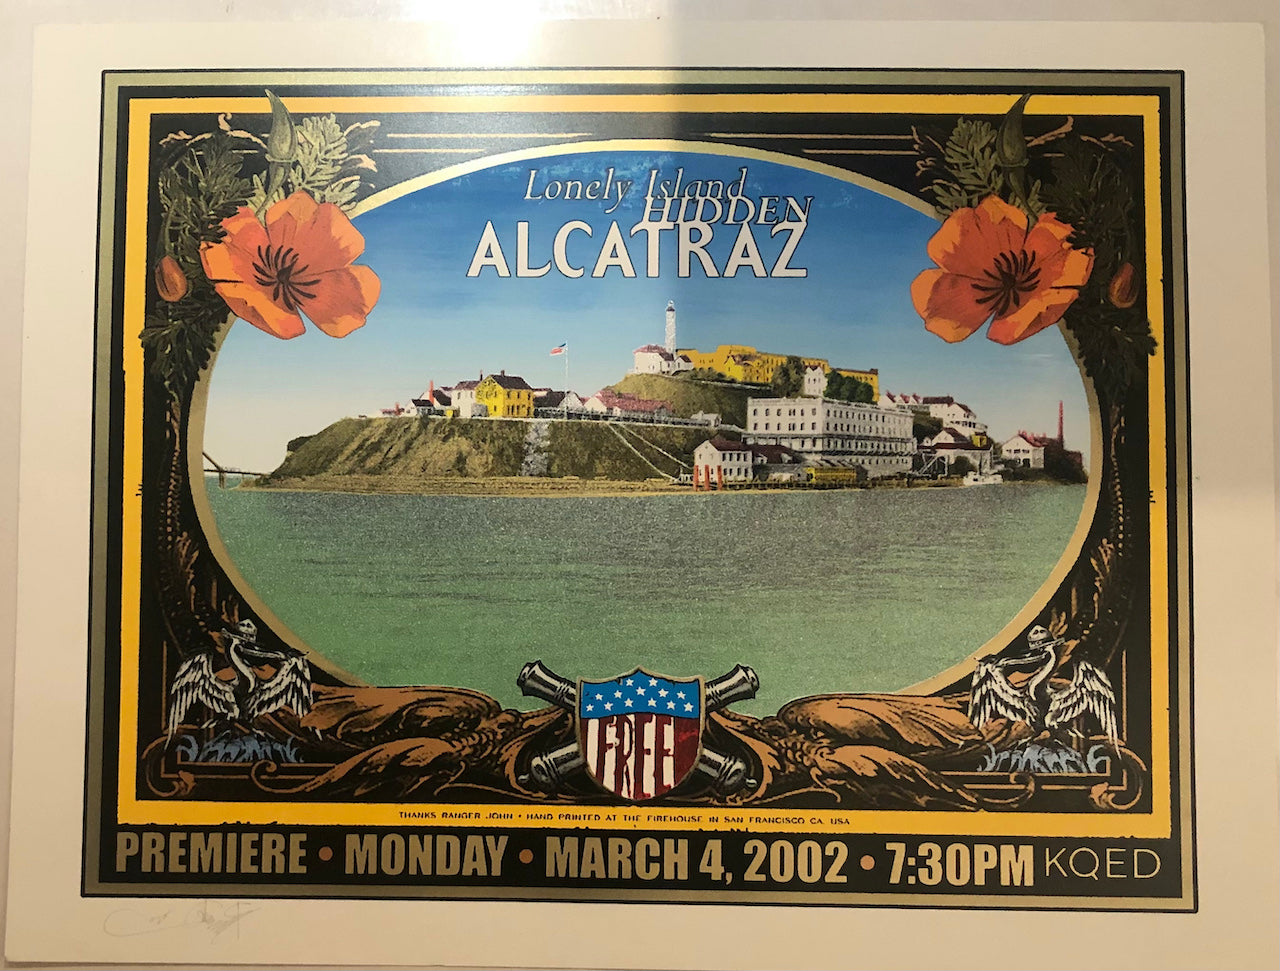 Lonely Island
HIDDEN
ALCATRAZ
FREE
THANKS RANGER JOHN • HAND PRINTED AT THE FIREHOUSE IN SAN FRANCISCO CA. USA
PREMIERE • MONDAY • MARCH 4, 2002 • 7:30PM KQED